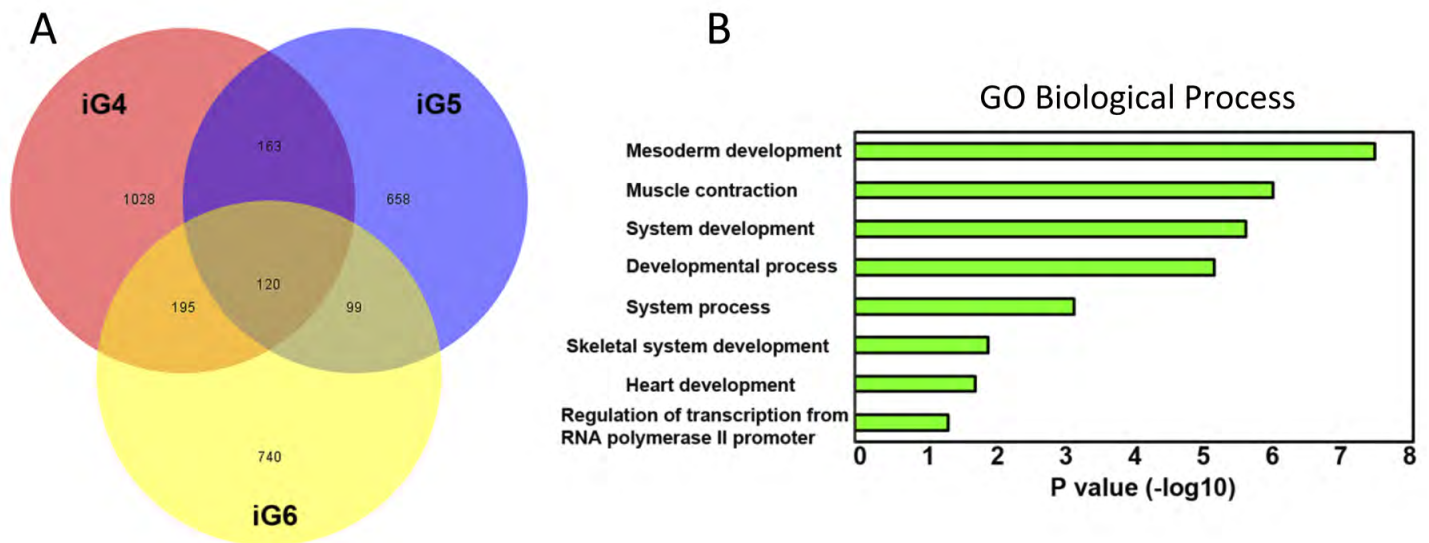 A
iG4
iG5
163
1028
658
120
195
99
740
iG6
B
GO Biological Process
Mesoderm development
Muscle contraction
System development
Developmental process
System process
Skeletal system development
Heart development
Regulation of transcription from
RNA polymerase II promoter
0 1 2 3 4 5 6 7 8
P value (-log10)